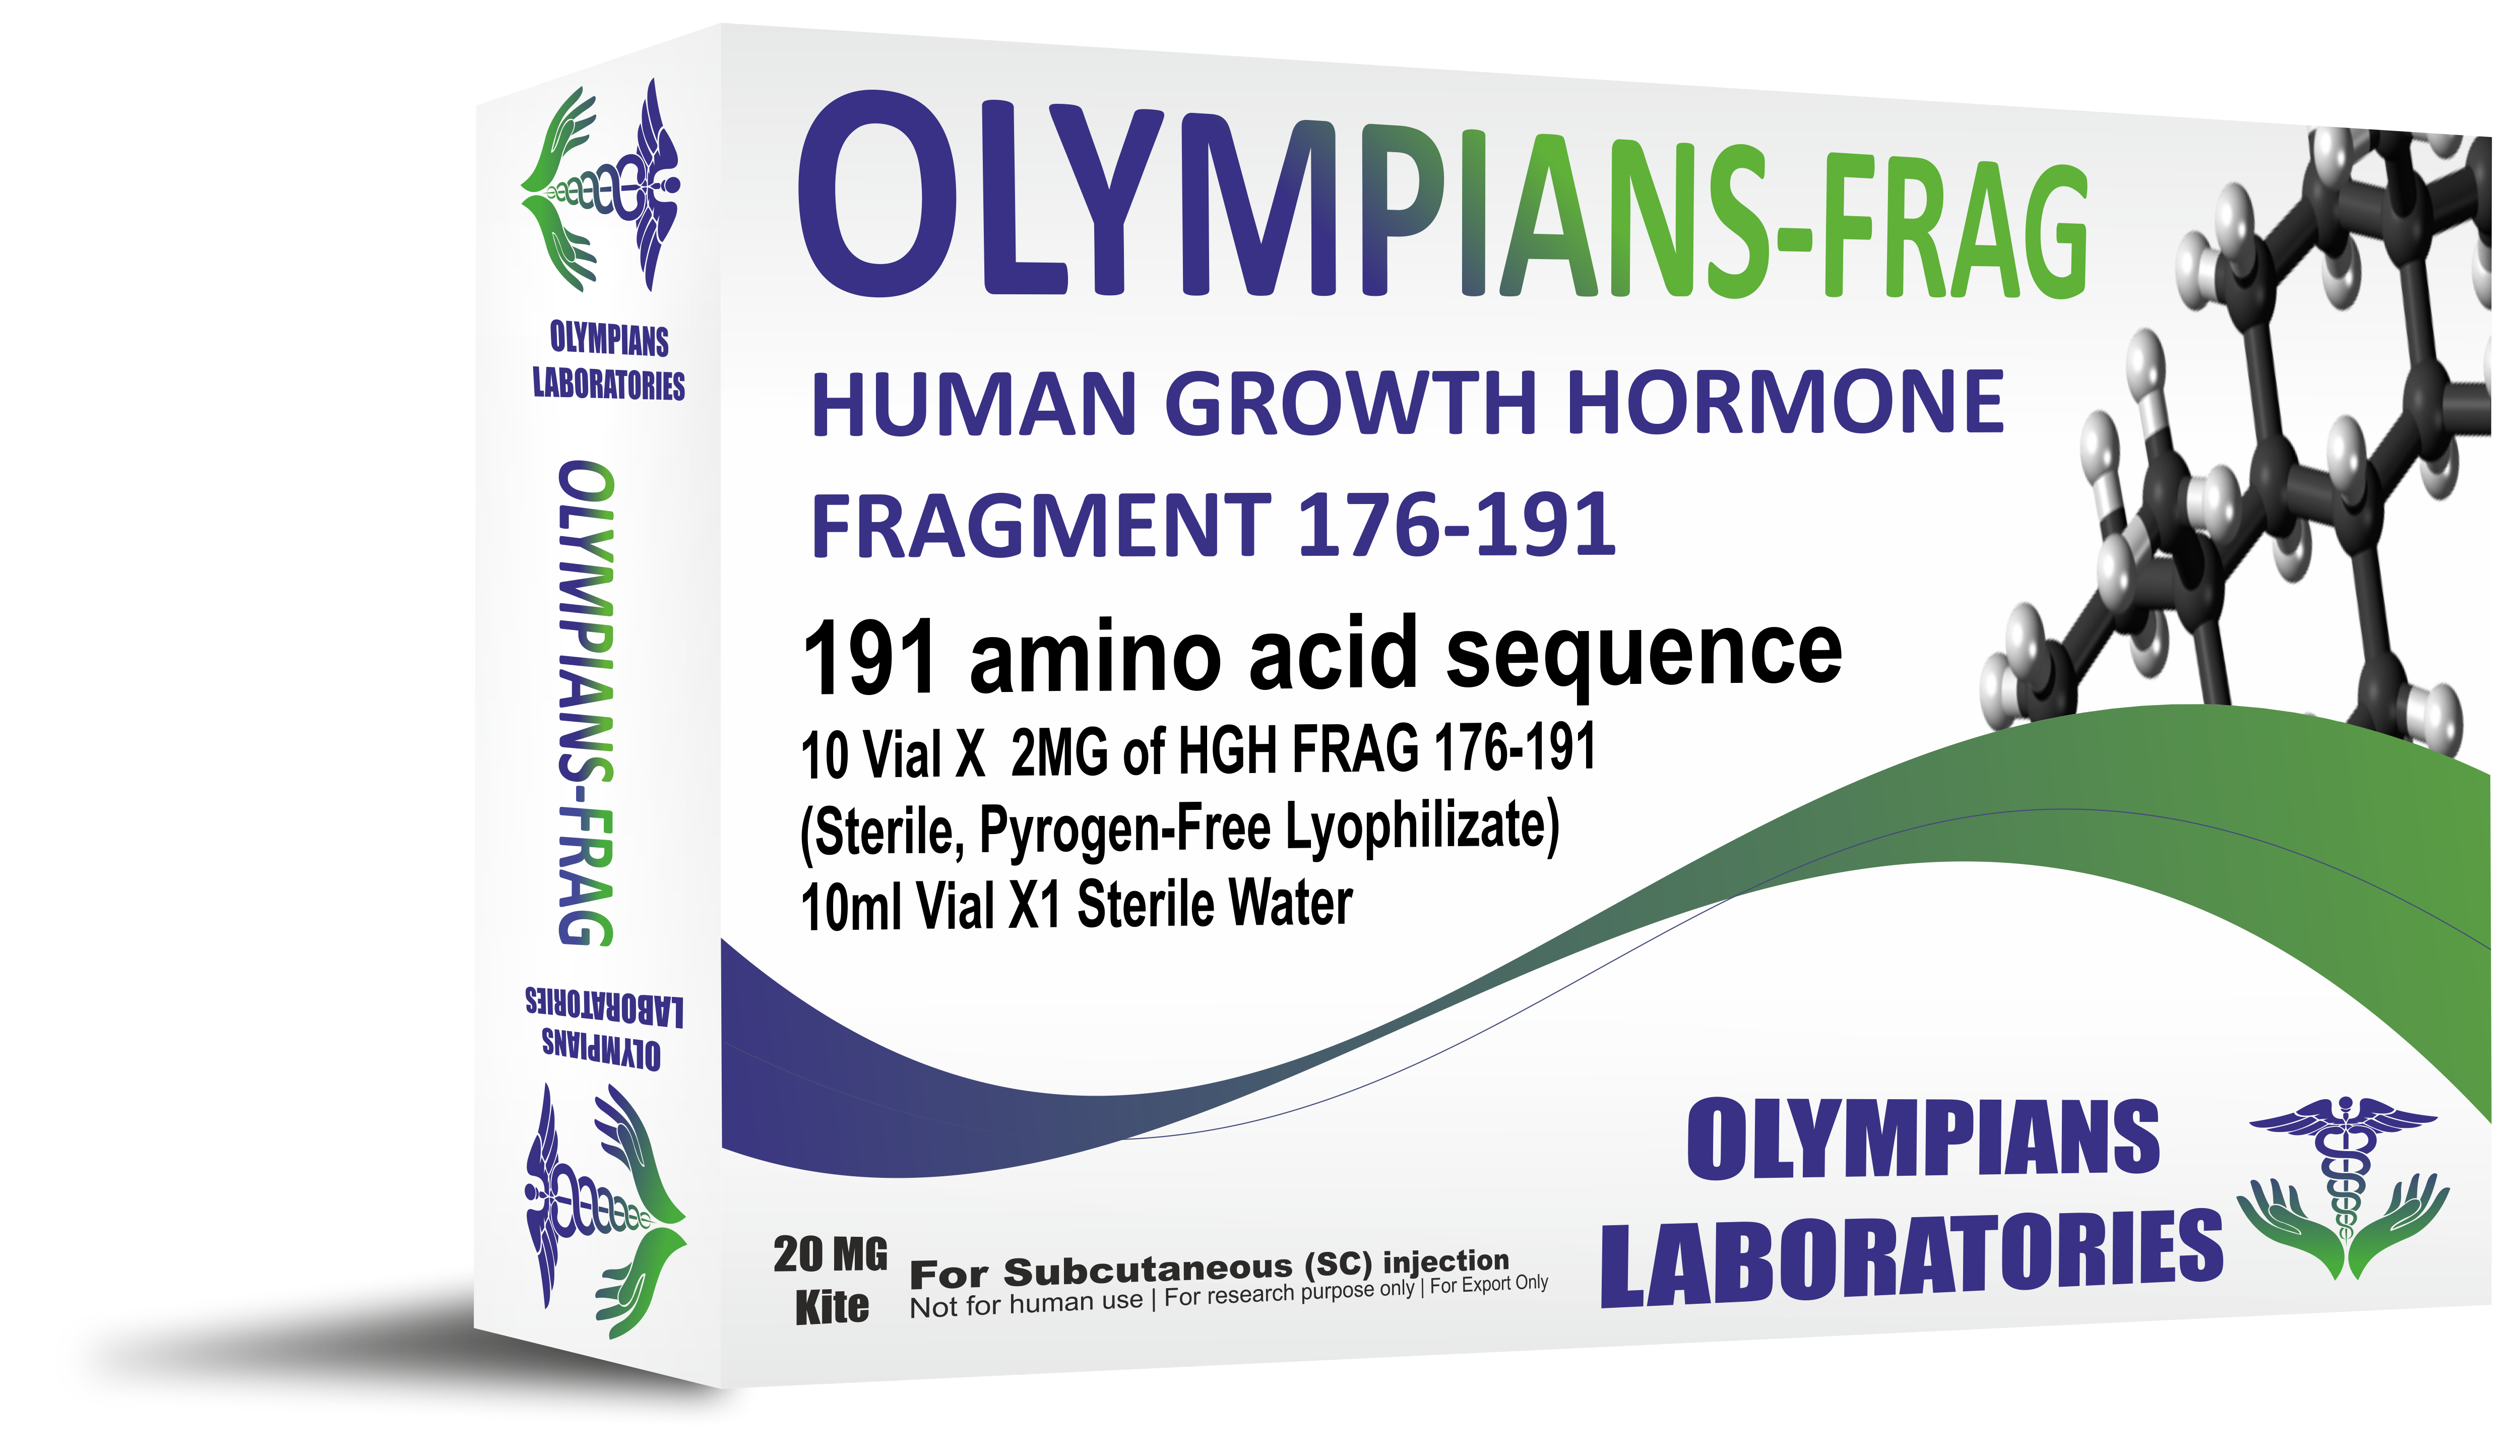 OLYMPIANS
LABORATORIES
OLYMPIANS-FRAG
OLYMPIANS
LABORATORIES
OLYMPIANS-FRAG
HUMAN GROWTH HORMONE
FRAGMENT 176-191
191 amino acid sequence
10 Vial X 2MG of HGH FRAG 176-191
(Sterile, Pyrogen-Free Lyophilizate)
10ml Vial X1 Sterile Water
20 MG
Kite
For Subcutaneous (SC) injection
Not for human use | For research purpose only | For Export Only
OLYMPIANS
LABORATORIES